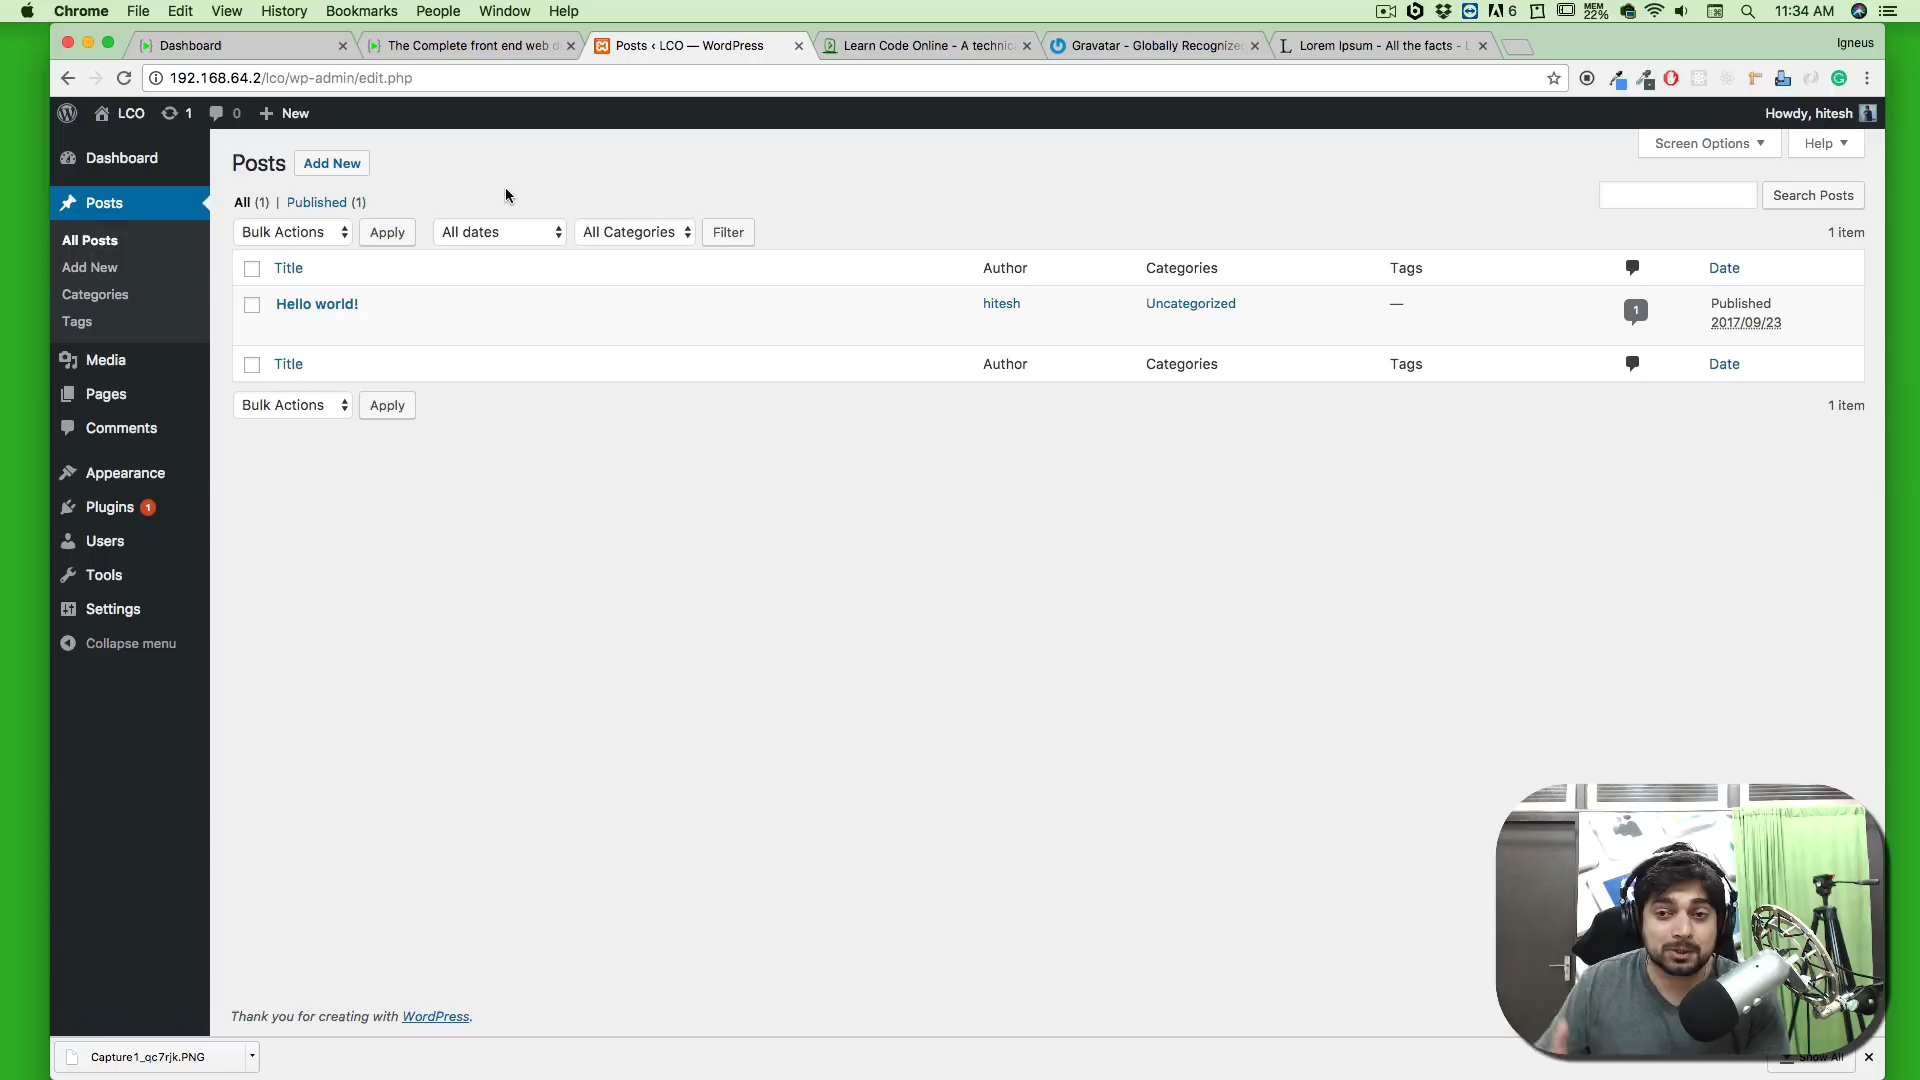 Chrome File Edit View History Bookmarks People Window Help 6 MEM 22% 11:34 AM
Dashboard The Complete front end web d Posts ‹ LCO — WordPress Learn Code Online - A technic Gravatar - Globally Recognize Lorem Ipsum - All the facts - L Igneus
192.168.64.2/lco/wp-admin/edit.php
LCO 1 0 + New Howdy, hitesh
Dashboard
Posts
All Posts
Add New
Categories
Tags
Media
Pages
Comments
Appearance
Plugins 1
Users
Tools
Settings
Collapse menu
Screen Options Help
Posts Add New
All (1) | Published (1) Search Posts
Bulk Actions Apply All dates All Categories Filter 1 item
Title Author Categories Tags Date
Hello world! hitesh Uncategorized — 1 Published
2017/09/23
Title Author Categories Tags Date
Bulk Actions Apply 1 item
Thank you for creating with WordPress.
Capture1_qc7rjk.PNG Show All